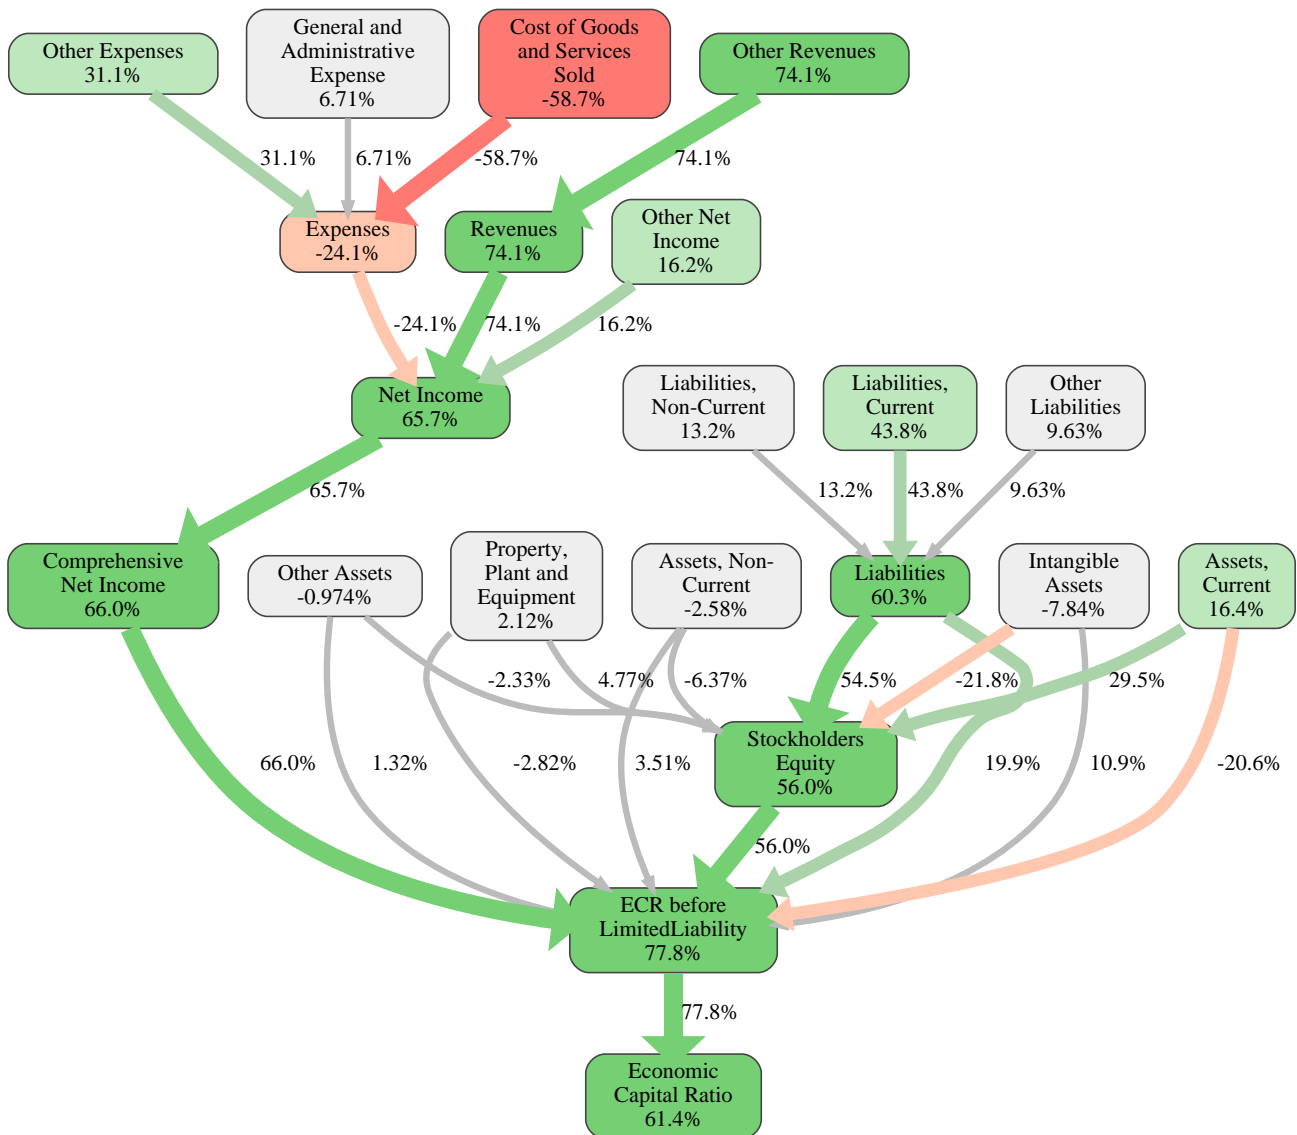 Other Expenses
31.1%
General and
Administrative
Expense
6.71%
Cost of Goods
and Services
Sold
-58.7%
Other Revenues
74.1%
31.1%
6.71%
-58.7%
74.1%
Expenses
-24.1%
Revenues
74.1%
Other Net
Income
16.2%
-24.1%
74.1%
16.2%
Net Income
65.7%
Liabilities,
Non-Current
13.2%
Liabilities,
Current
43.8%
Other
Liabilities
9.63%
65.7%
13.2%
43.8%
9.63%
Comprehensive
Net Income
66.0%
Other Assets
-0.974%
Property,
Plant and
Equipment
2.12%
Assets, Non-
Current
-2.58%
Liabilities
60.3%
Intangible
Assets
-7.84%
Assets,
Current
16.4%
-2.33%
4.77%
-6.37%
54.5%
-21.8%
29.5%
Stockholders
Equity
56.0%
66.0%
1.32%
-2.82%
3.51%
19.9%
10.9%
-20.6%
56.0%
ECR before
LimitedLiability
77.8%
77.8%
Economic
Capital Ratio
61.4%